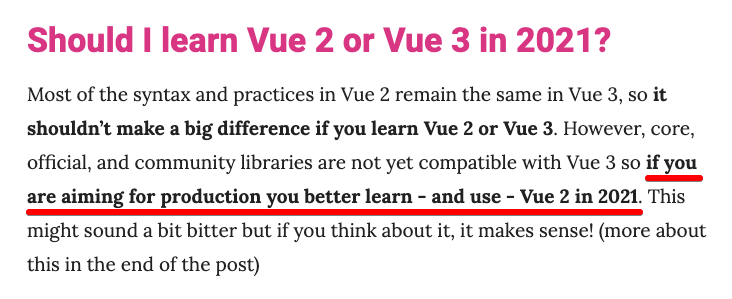 Should I learn Vue 2 or Vue 3 in 2021?
Most of the syntax and practices in Vue 2 remain the same in Vue 3, so it
shouldn’t make a big difference if you learn Vue 2 or Vue 3. However, core,
official, and community libraries are not yet compatible with Vue 3 so if you
are aiming for production you better learn - and use - Vue 2 in 2021. This
might sound a bit bitter but if you think about it, it makes sense! (more about
this in the end of the post)